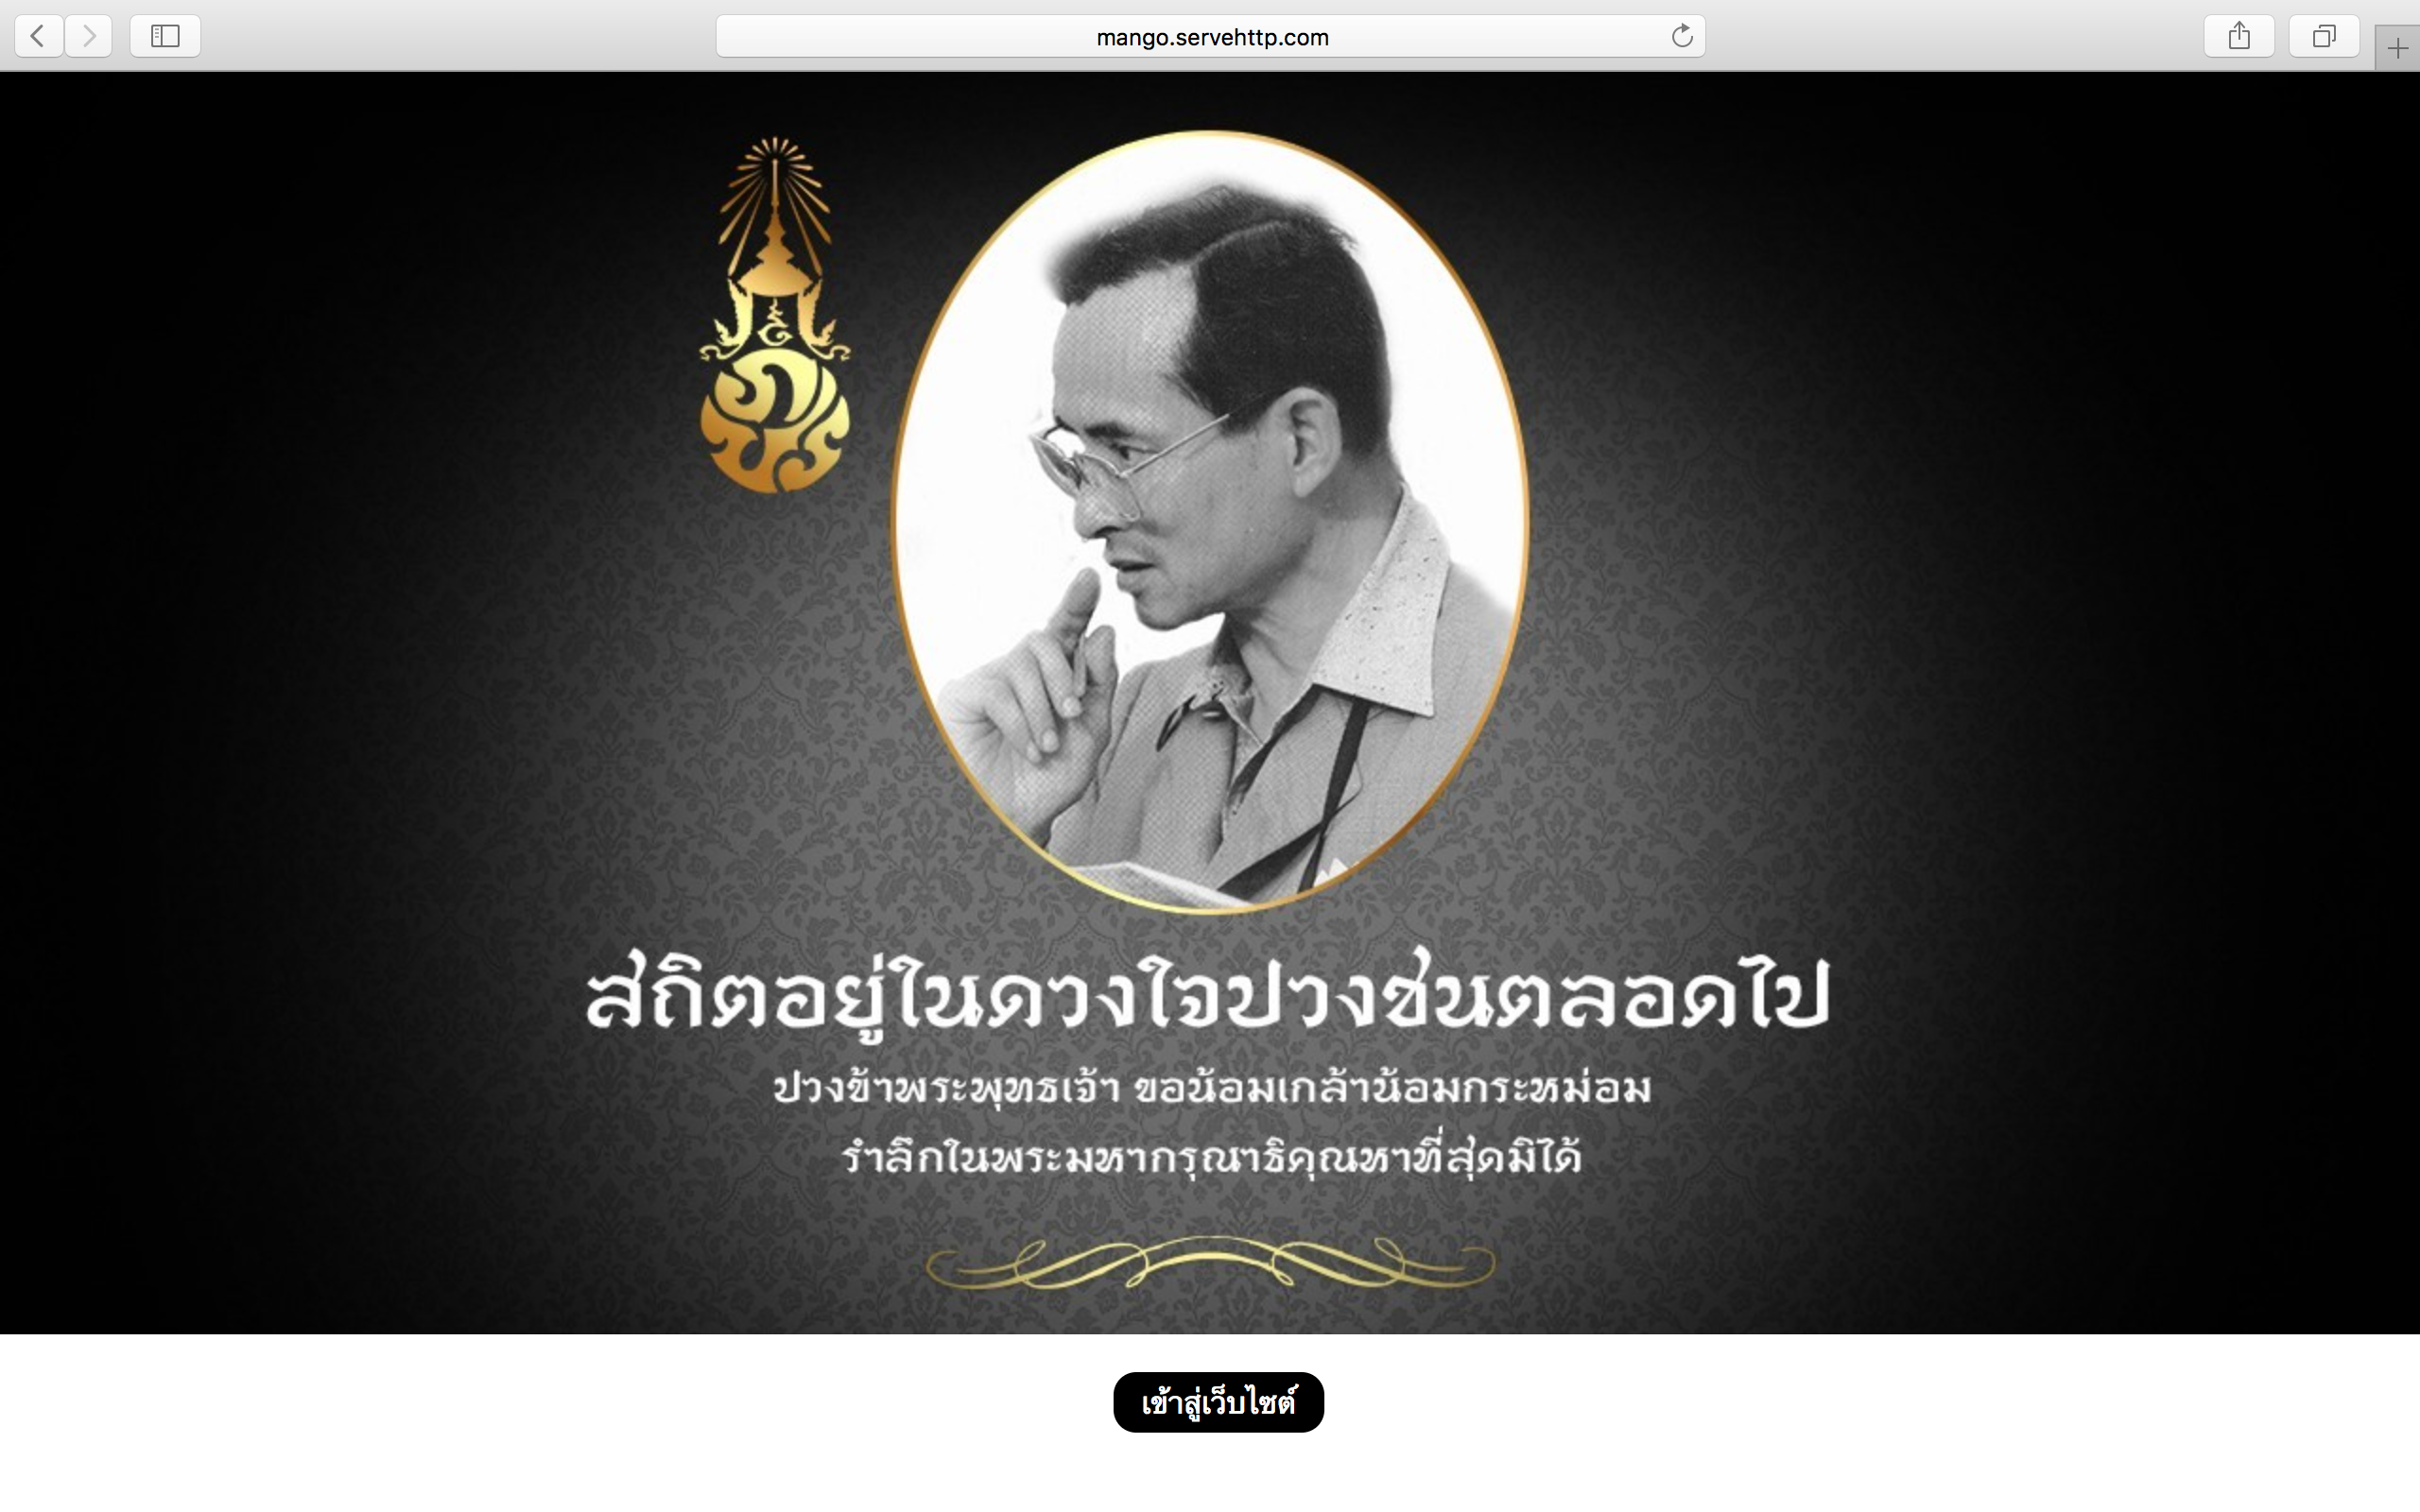 mango.servehttp.com
สถิตอยู่ในดวงใจปวงชนตลอดไป
ปวงข้าพระพุทธเจ้า ขอน้อมเกล้าน้อมกระหม่อม
รำลึกในพระมหากรุณาธิคุณหาที่สุดมิได้
เข้าสู่เว็บไซต์